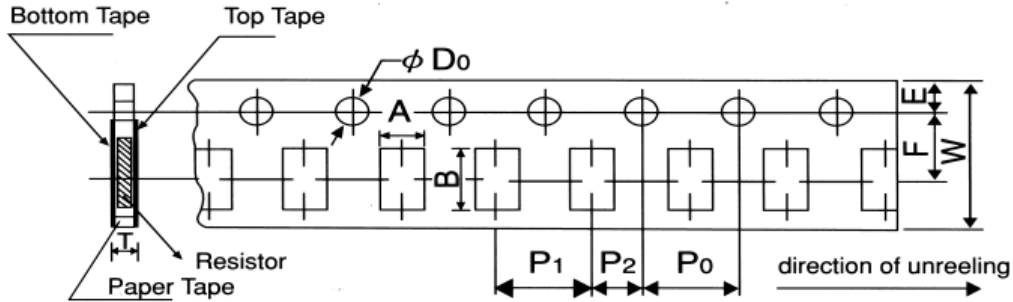 Bottom Tape
Top Tape
ϕ D0
A
B
E
F
W
T
Resistor
Paper Tape
P1
P2
P0
direction of unreeling